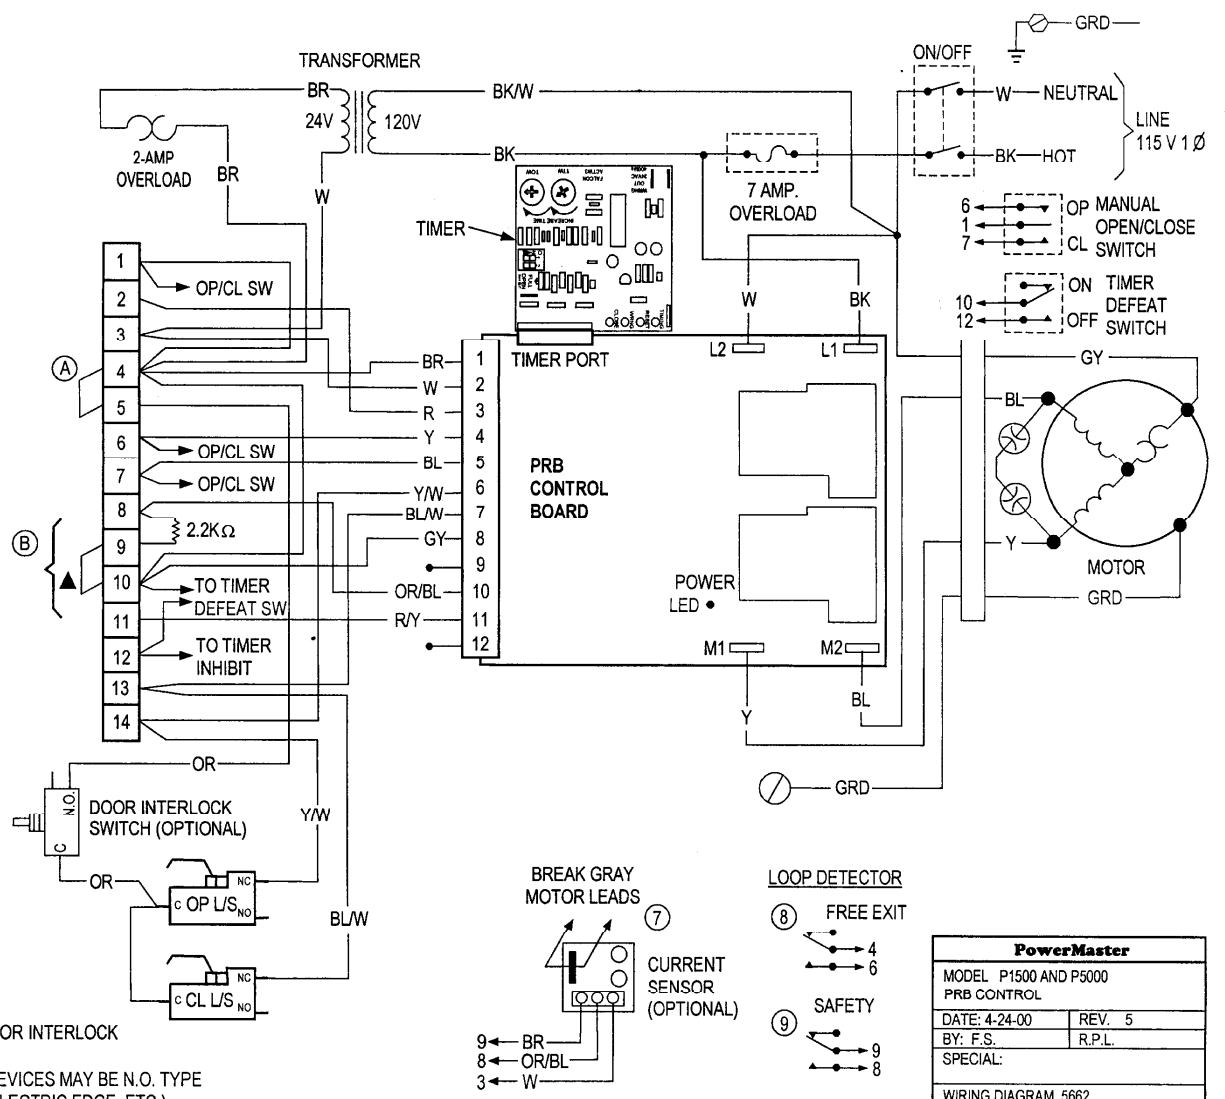 GRD
ON/OFF
TRANSFORMER
BR
24V
120V
BK/W
W
NEUTRAL
LINE
115 V 1 Ø
2-AMP
OVERLOAD
BR
BK
BK
HOT
7 AMP.
OVERLOAD
W
TIMER
INCREASE TIME
6
OP
MANUAL
1
OPEN/CLOSE
7
CL
SWITCH
ON
TIMER
10
DEFEAT
12
OFF
SWITCH
1
OP/CL SW
2
3
A
4
5
6
OP/CL SW
7
OP/CL SW
8
2.2KΩ
B
9
10
TO TIMER
DEFEAT SW
11
12
TO TIMER
INHIBIT
13
14
W
BK
TIMER PORT
L2
L1
BR
1
W
2
R
3
Y
4
BL
5
Y/W
6
BL/W
7
GY
8
9
OR/BL
10
R/Y
11
12
PRB
CONTROL
BOARD
POWER
LED
M1
M2
Y
BL
GY
BL
Y
MOTOR
GRD
GRD
OR
N.O.
C
DOOR INTERLOCK
SWITCH (OPTIONAL)
Y/W
OR
NC
C OP L/S
NO
BL/W
NC
C CL L/S
NO
OR INTERLOCK
EVICES MAY BE N.O. TYPE
BREAK GRAY
MOTOR LEADS
7
CURRENT
SENSOR
(OPTIONAL)
9 BR
8 OR/BL
3 W
LOOP DETECTOR
8
FREE EXIT
4
6
9
SAFETY
9
8
PowerMaster
MODEL P1500 AND P5000
PRB CONTROL
DATE: 4-24-00
REV. 5
BY: F.S.
R.P.L.
SPECIAL:
WIRING DIAGRAM 5662